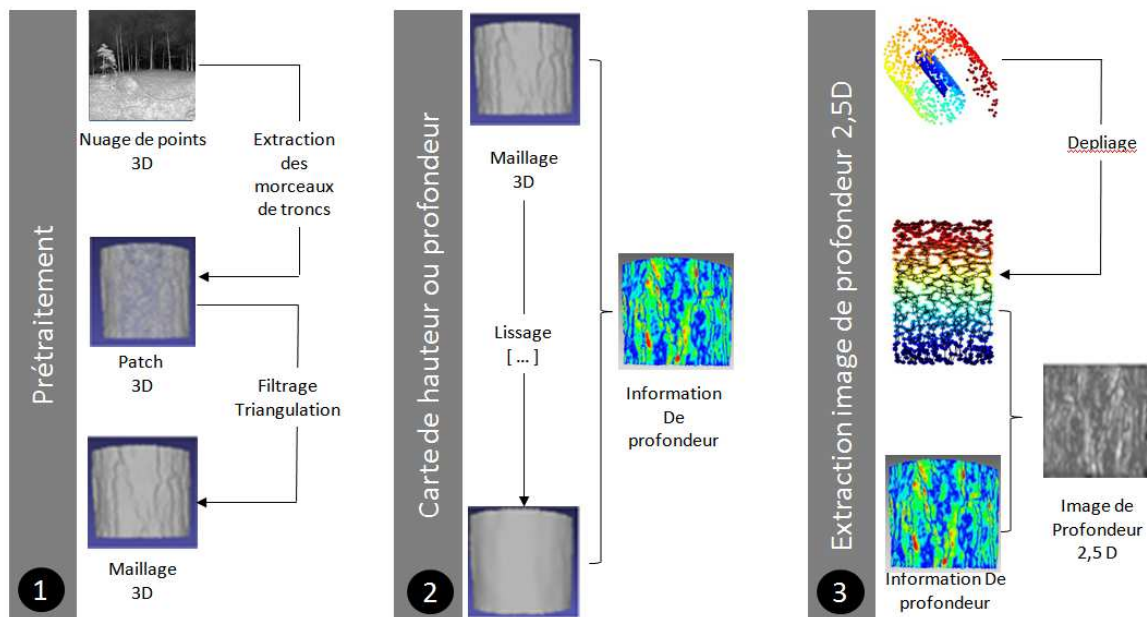 Prétraitement
1
Nuage de points
3D
Extraction
des
morceaux
de troncs
Patch
3D
Filtrage
Triangulation
Maillage
3D
Carte de hauteur ou profondeur
2
Maillage
3D
Lissage
[ ... ]
Information
De
profondeur
Extraction image de profondeur 2,5D
3
Depliage
Information De
profondeur
Image de
Profondeur
2,5 D